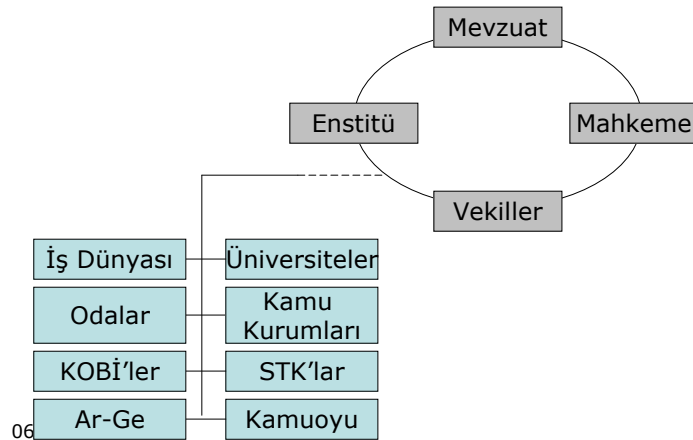 Mevzuat
Enstitü
Mahkeme
Vekiller
İş Dünyası
Üniversiteler
Odalar
Kamu
Kurumları
KOBİ’ler
STK’lar
Ar-Ge
Kamuoyu
06